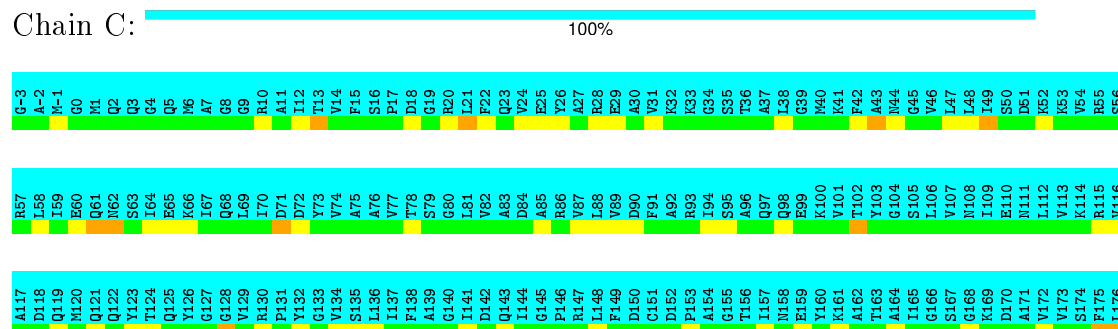 Chain C:
100%
G-3 A-2 M-1 G0 M1 Q2 Q3 G4 Q5 M6 A7 G8 G9 R10 A11 I12 T13 V14 F15 S16 P17 D18 G19 R20 L21 F22 Q23 V24 E25 Y26 A27 R28 E29 A30 V31 K32 K33 G34 S35 T36 A37 L38 G39 M40 K41 F42 A43 N44 G45 V46 L47 L48 I49 S50 D51 K52 K53 V54 R55 S56
R57 L58 I59 E60 Q61 N62 S63 I64 E65 K66 I67 Q68 L69 I70 D71 D72 Y73 V74 A75 A76 V77 T78 S79 G80 L81 V82 A83 D84 A85 R86 V87 L88 V89 D90 F91 A92 R93 I94 S95 A96 Q97 Q98 E99 K100 V101 T102 Y103 G104 S105 L106 V107 N108 I109 E110 N111 L112 V113 K114 R115 V116
A117 D118 Q119 M120 Q121 Q122 Y123 T124 Q125 Y126 G127 G128 V129 R130 P131 Y132 G133 V134 S135 L136 I137 F138 A139 G140 I141 D142 Q143 I144 G145 P146 R147 L148 F149 D150 C151 D152 P153 A154 G155 T156 I157 N158 E159 Y160 K161 A162 T163 A164 I165 G166 S167 G168 K169 D170 A171 V172 V173 S174 F175